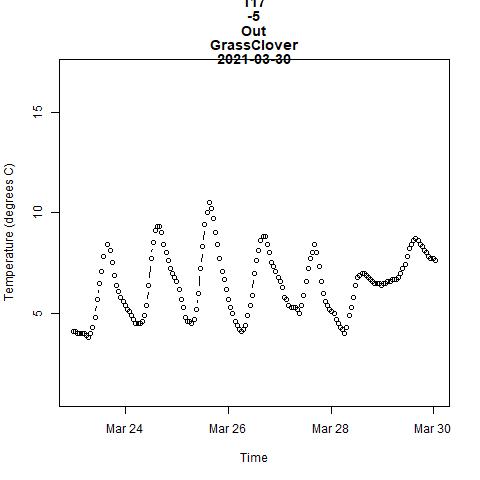 T17
-5
Out
GrassClover
2021-03-30
Temperature (degrees C)
15
10
5
Mar 24
Mar 26
Mar 28
Mar 30
Time